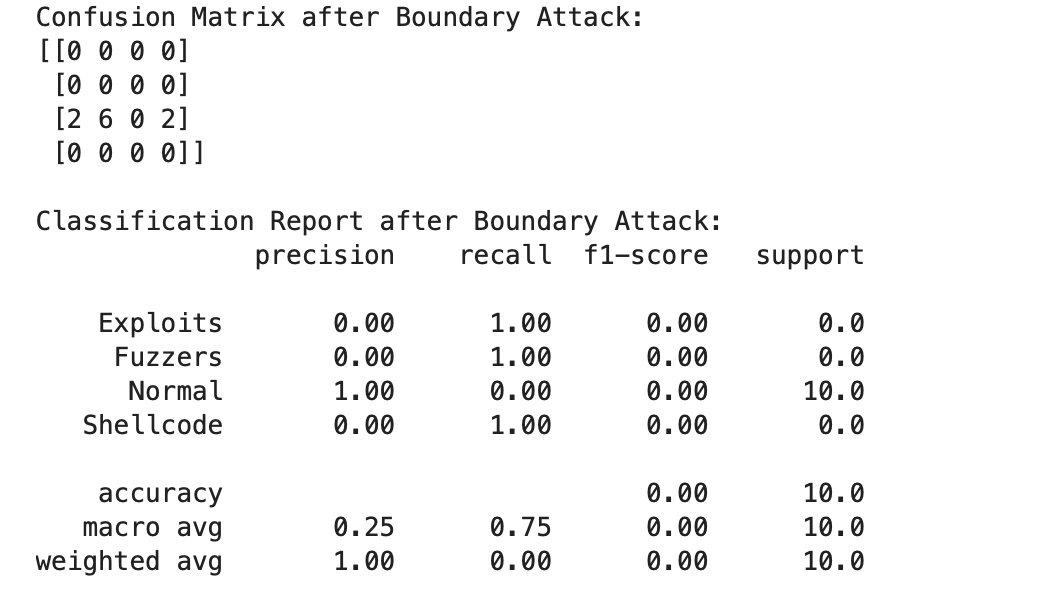 Confusion Matrix after Boundary Attack:
[[0 0 0 0]
 [0 0 0 0]
 [2 6 0 2]
 [0 0 0 0]]
Classification Report after Boundary Attack:
precision recall f1-score support
Exploits 0.00 1.00 0.00 0.0
Fuzzers 0.00 1.00 0.00 0.0
Normal 1.00 0.00 0.00 10.0
Shellcode 0.00 1.00 0.00 0.0
accuracy 0.00 10.0
macro avg 0.25 0.75 0.00 10.0
weighted avg 1.00 0.00 0.00 10.0